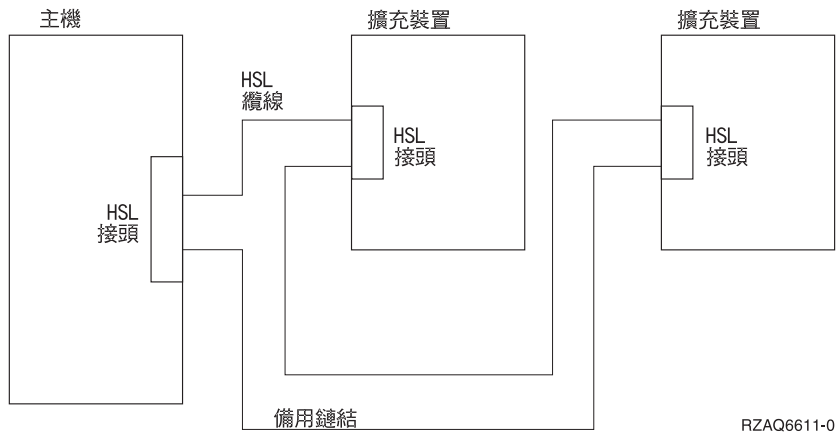 主機
擴充裝置
擴充裝置
HSL
纜線
HSL
接頭
HSL
接頭
HSL
接頭
備用鏈結
RZAQ6611-0